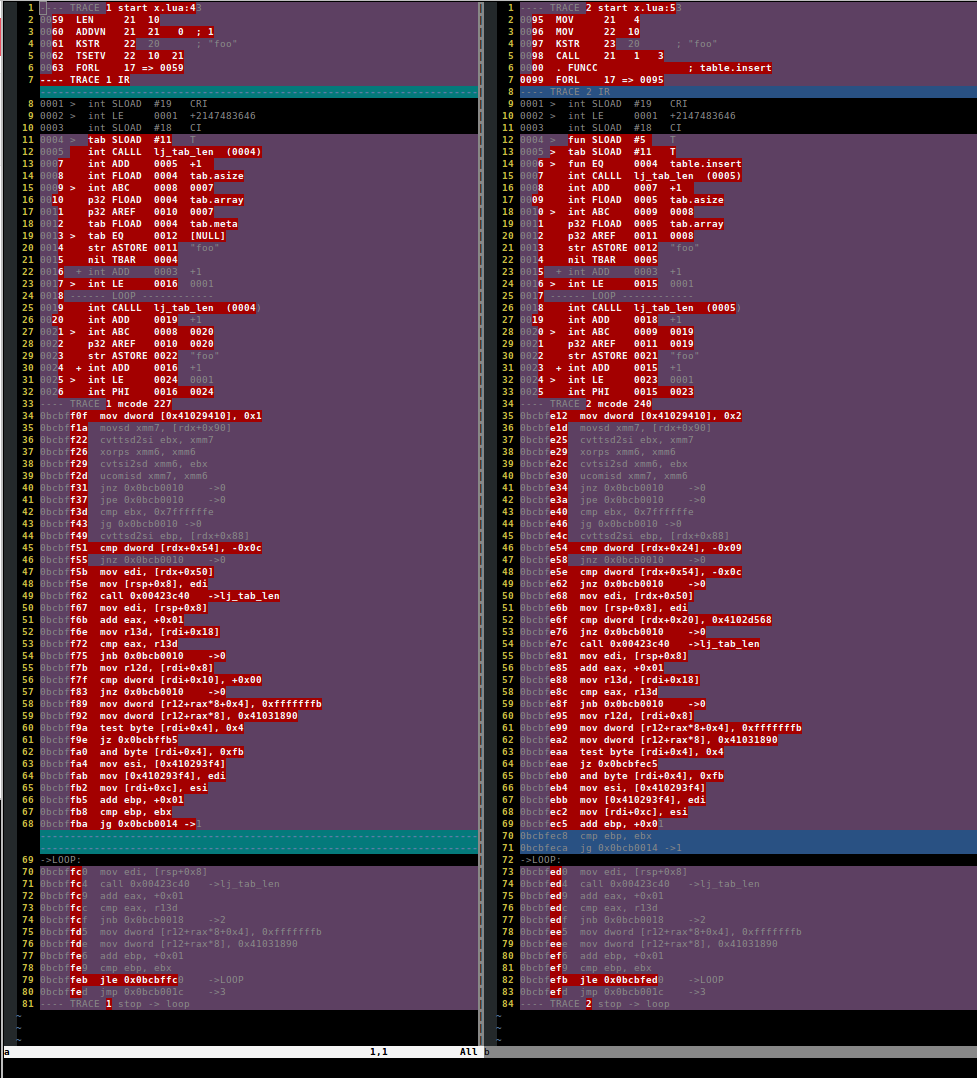 1 ---- TRACE 1 start x.lua:43
2 0059 LEN 21 10
3 0060 ADDVN 21 21 0 ; 1
4 0061 KSTR 22 20 ; "foo"
5 0062 TSETV 22 10 21
6 0063 FORL 17 => 0059
7 ---- TRACE 1 IR
8 0001 > int SLOAD #19 CRI
9 0002 > int LE 0001 +2147483646
10 0003 int SLOAD #18 CI
11 0004 > tab SLOAD #11 T
12 0005 int CALLL lj_tab_len (0004)
13 0007 int ADD 0005 +1
14 0008 int FLOAD 0004 tab.asize
15 0009 > int ABC 0008 0007
16 0010 p32 FLOAD 0004 tab.array
17 0011 p32 AREF 0010 0007
18 0012 tab FLOAD 0004 tab.meta
19 0013 > tab EQ 0012 [NULL]
20 0014 str ASTORE 0011 "foo"
21 0015 nil TBAR 0004
22 0016 + int ADD 0003 +1
23 0017 > int LE 0016 0001
24 0018 ------ LOOP ------------
25 0019 int CALLL lj_tab_len (0004)
26 0020 int ADD 0019 +1
27 0021 > int ABC 0008 0020
28 0022 p32 AREF 0010 0020
29 0023 str ASTORE 0022 "foo"
30 0024 + int ADD 0016 +1
31 0025 > int LE 0024 0001
32 0026 int PHI 0016 0024
33 ---- TRACE 1 mcode 227
34 0bcbff0f mov dword [0x41029410], 0x1
35 0bcbff1a movsd xmm7, [rdx+0x90]
36 0bcbff22 cvttsd2si ebx, xmm7
37 0bcbff26 xorps xmm6, xmm6
38 0bcbff29 cvtsi2sd xmm6, ebx
39 0bcbff2d ucomisd xmm7, xmm6
40 0bcbff31 jnz 0x0bcb0010 ->0
41 0bcbff37 jpe 0x0bcb0010 ->0
42 0bcbff3d cmp ebx, 0x7ffffffe
43 0bcbff43 jg 0x0bcb0010 ->0
44 0bcbff49 cvttsd2si ebp, [rdx+0x88]
45 0bcbff51 cmp dword [rdx+0x54], -0x0c
46 0bcbff55 jnz 0x0bcb0010 ->0
47 0bcbff5b mov edi, [rdx+0x50]
48 0bcbff5e mov [rsp+0x8], edi
49 0bcbff62 call 0x00423c40 ->lj_tab_len
50 0bcbff67 mov edi, [rsp+0x8]
51 0bcbff6b add eax, +0x01
52 0bcbff6e mov r13d, [rdi+0x18]
53 0bcbff72 cmp eax, r13d
54 0bcbff75 jnb 0x0bcb0010 ->0
55 0bcbff7b mov r12d, [rdi+0x8]
56 0bcbff7f cmp dword [rdi+0x10], +0x00
57 0bcbff83 jnz 0x0bcb0010 ->0
58 0bcbff89 mov dword [r12+rax*8+0x4], 0xfffffffb
59 0bcbff92 mov dword [r12+rax*8], 0x41031890
60 0bcbff9a test byte [rdi+0x4], 0x4
61 0bcbff9e jz 0x0bcbffb5
62 0bcbffa0 and byte [rdi+0x4], 0xfb
63 0bcbffa4 mov esi, [0x410293f4]
64 0bcbffab mov [0x410293f4], edi
65 0bcbffb2 mov [rdi+0xc], esi
66 0bcbffb5 add ebp, +0x01
67 0bcbffb8 cmp ebp, ebx
68 0bcbffba jg 0x0bcb0014 ->1
69 ->LOOP:
70 0bcbffc0 mov edi, [rsp+0x8]
71 0bcbffc4 call 0x00423c40 ->lj_tab_len
72 0bcbffc9 add eax, +0x01
73 0bcbffcc cmp eax, r13d
74 0bcbffcf jnb 0x0bcb0018 ->2
75 0bcbffd5 mov dword [r12+rax*8+0x4], 0xfffffffb
76 0bcbffde mov dword [r12+rax*8], 0x41031890
77 0bcbffe6 add ebp, +0x01
78 0bcbffe9 cmp ebp, ebx
79 0bcbffeb jle 0x0bcbffc0 ->LOOP
80 0bcbffed jmp 0x0bcb001c ->3
81 ---- TRACE 1 stop -> loop
~
~
~
a 1,1 All
1 ---- TRACE 2 start x.lua:53
2 0095 MOV 21 4
3 0096 MOV 22 10
4 0097 KSTR 23 20 ; "foo"
5 0098 CALL 21 1 3
6 0000 . FUNCC ; table.insert
7 0099 FORL 17 => 0095
8 ---- TRACE 2 IR
9 0001 > int SLOAD #19 CRI
10 0002 > int LE 0001 +2147483646
11 0003 int SLOAD #18 CI
12 0004 > fun SLOAD #5 T
13 0005 > tab SLOAD #11 T
14 0006 > fun EQ 0004 table.insert
15 0007 int CALLL lj_tab_len (0005)
16 0008 int ADD 0007 +1
17 0009 int FLOAD 0005 tab.asize
18 0010 > int ABC 0009 0008
19 0011 p32 FLOAD 0005 tab.array
20 0012 p32 AREF 0011 0008
21 0013 str ASTORE 0012 "foo"
22 0014 nil TBAR 0005
23 0015 + int ADD 0003 +1
24 0016 > int LE 0015 0001
25 0017 ------ LOOP ------------
26 0018 int CALLL lj_tab_len (0005)
27 0019 int ADD 0018 +1
28 0020 > int ABC 0009 0019
29 0021 p32 AREF 0011 0019
30 0022 str ASTORE 0021 "foo"
31 0023 + int ADD 0015 +1
32 0024 > int LE 0023 0001
33 0025 int PHI 0015 0023
34 ---- TRACE 2 mcode 240
35 0bcbfe12 mov dword [0x41029410], 0x2
36 0bcbfe1d movsd xmm7, [rdx+0x90]
37 0bcbfe25 cvttsd2si ebx, xmm7
38 0bcbfe29 xorps xmm6, xmm6
39 0bcbfe2c cvtsi2sd xmm6, ebx
40 0bcbfe30 ucomisd xmm7, xmm6
41 0bcbfe34 jnz 0x0bcb0010 ->0
42 0bcbfe3a jpe 0x0bcb0010 ->0
43 0bcbfe40 cmp ebx, 0x7ffffffe
44 0bcbfe46 jg 0x0bcb0010 ->0
45 0bcbfe4c cvttsd2si ebp, [rdx+0x88]
46 0bcbfe54 cmp dword [rdx+0x24], -0x09
47 0bcbfe58 jnz 0x0bcb0010 ->0
48 0bcbfe5e cmp dword [rdx+0x54], -0x0c
49 0bcbfe62 jnz 0x0bcb0010 ->0
50 0bcbfe68 mov edi, [rdx+0x50]
51 0bcbfe6b mov [rsp+0x8], edi
52 0bcbfe6f cmp dword [rdx+0x20], 0x4102d568
53 0bcbfe76 jnz 0x0bcb0010 ->0
54 0bcbfe7c call 0x00423c40 ->lj_tab_len
55 0bcbfe81 mov edi, [rsp+0x8]
56 0bcbfe85 add eax, +0x01
57 0bcbfe88 mov r13d, [rdi+0x18]
58 0bcbfe8c cmp eax, r13d
59 0bcbfe8f jnb 0x0bcb0010 ->0
60 0bcbfe95 mov r12d, [rdi+0x8]
61 0bcbfe99 mov dword [r12+rax*8+0x4], 0xfffffffb
62 0bcbfea2 mov dword [r12+rax*8], 0x41031890
63 0bcbfeaa test byte [rdi+0x4], 0x4
64 0bcbfeae jz 0x0bcbfec5
65 0bcbfeb0 and byte [rdi+0x4], 0xfb
66 0bcbfeb4 mov esi, [0x410293f4]
67 0bcbfebb mov [0x410293f4], edi
68 0bcbfec2 mov [rdi+0xc], esi
69 0bcbfec5 add ebp, +0x01
70 0bcbfec8 cmp ebp, ebx
71 0bcbfeca jg 0x0bcb0014 ->1
72 ->LOOP:
73 0bcbfed0 mov edi, [rsp+0x8]
74 0bcbfed4 call 0x00423c40 ->lj_tab_len
75 0bcbfed9 add eax, +0x01
76 0bcbfedc cmp eax, r13d
77 0bcbfedf jnb 0x0bcb0018 ->2
78 0bcbfee5 mov dword [r12+rax*8+0x4], 0xfffffffb
79 0bcbfeee mov dword [r12+rax*8], 0x41031890
80 0bcbfef6 add ebp, +0x01
81 0bcbfef9 cmp ebp, ebx
82 0bcbfefb jle 0x0bcbfed0 ->LOOP
83 0bcbfefd jmp 0x0bcb001c ->3
84 ---- TRACE 2 stop -> loop
~
~
~
b